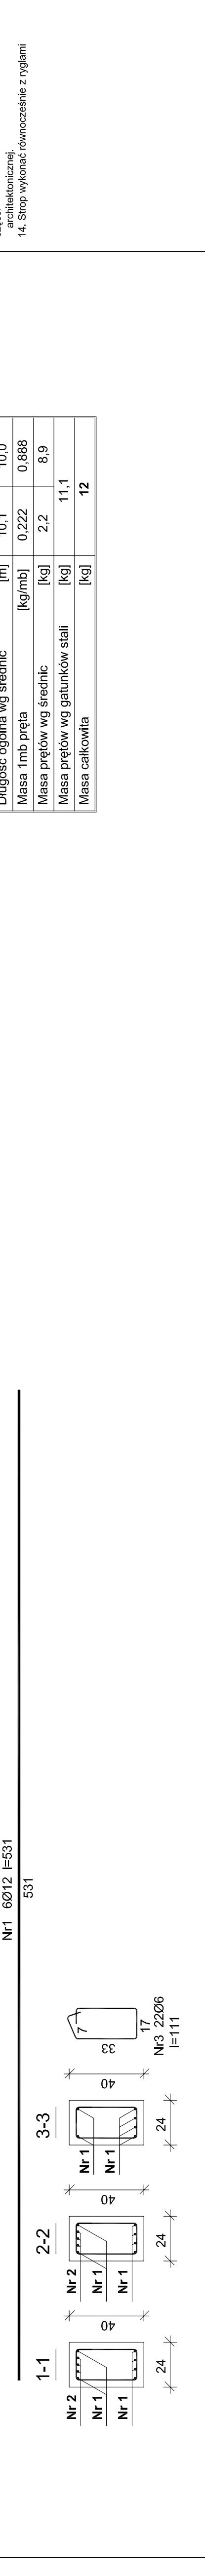 architektonicznej.
14. Strop wykonać równocześnie z ryglami
Długość ogólna wg średnic [m] 10,1 10,0
Masa 1mb pręta [kg/mb] 0,222 0,888
Masa prętów wg średnic [kg] 2,2 8,9
Masa prętów wg gatunków stali [kg] 11,1
Masa całkowita [kg] 12
Nr1 6Ø12 l=531
531
1-1
Nr 2
Nr 1
Nr 1
40
24
2-2
Nr 2
Nr 1
Nr 1
40
24
3-3
Nr 1
Nr 1
40
24
7
33
17
Nr3 22Ø6
l=111